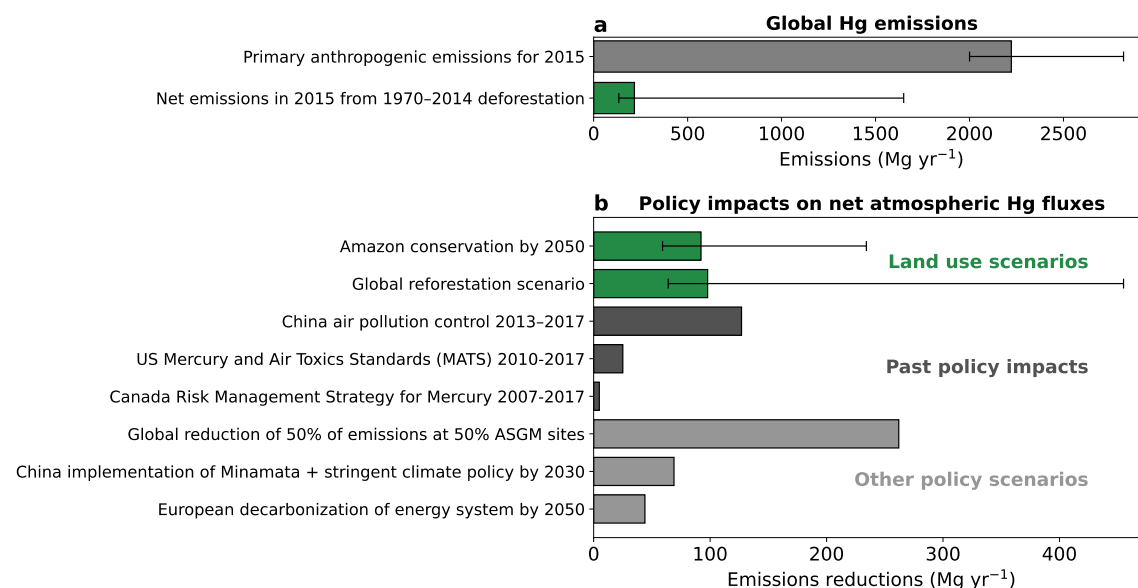 a Global Hg emissions
Primary anthropogenic emissions for 2015
Net emissions in 2015 from 1970–2014 deforestation
0 500 1000 1500 2000 2500
Emissions (Mg yr⁻¹)
b Policy impacts on net atmospheric Hg fluxes
Amazon conservation by 2050
Land use scenarios
Global reforestation scenario
China air pollution control 2013–2017
US Mercury and Air Toxics Standards (MATS) 2010-2017
Past policy impacts
Canada Risk Management Strategy for Mercury 2007-2017
Global reduction of 50% of emissions at 50% ASGM sites
China implementation of Minamata + stringent climate policy by 2030
Other policy scenarios
European decarbonization of energy system by 2050
0 100 200 300 400
Emissions reductions (Mg yr⁻¹)